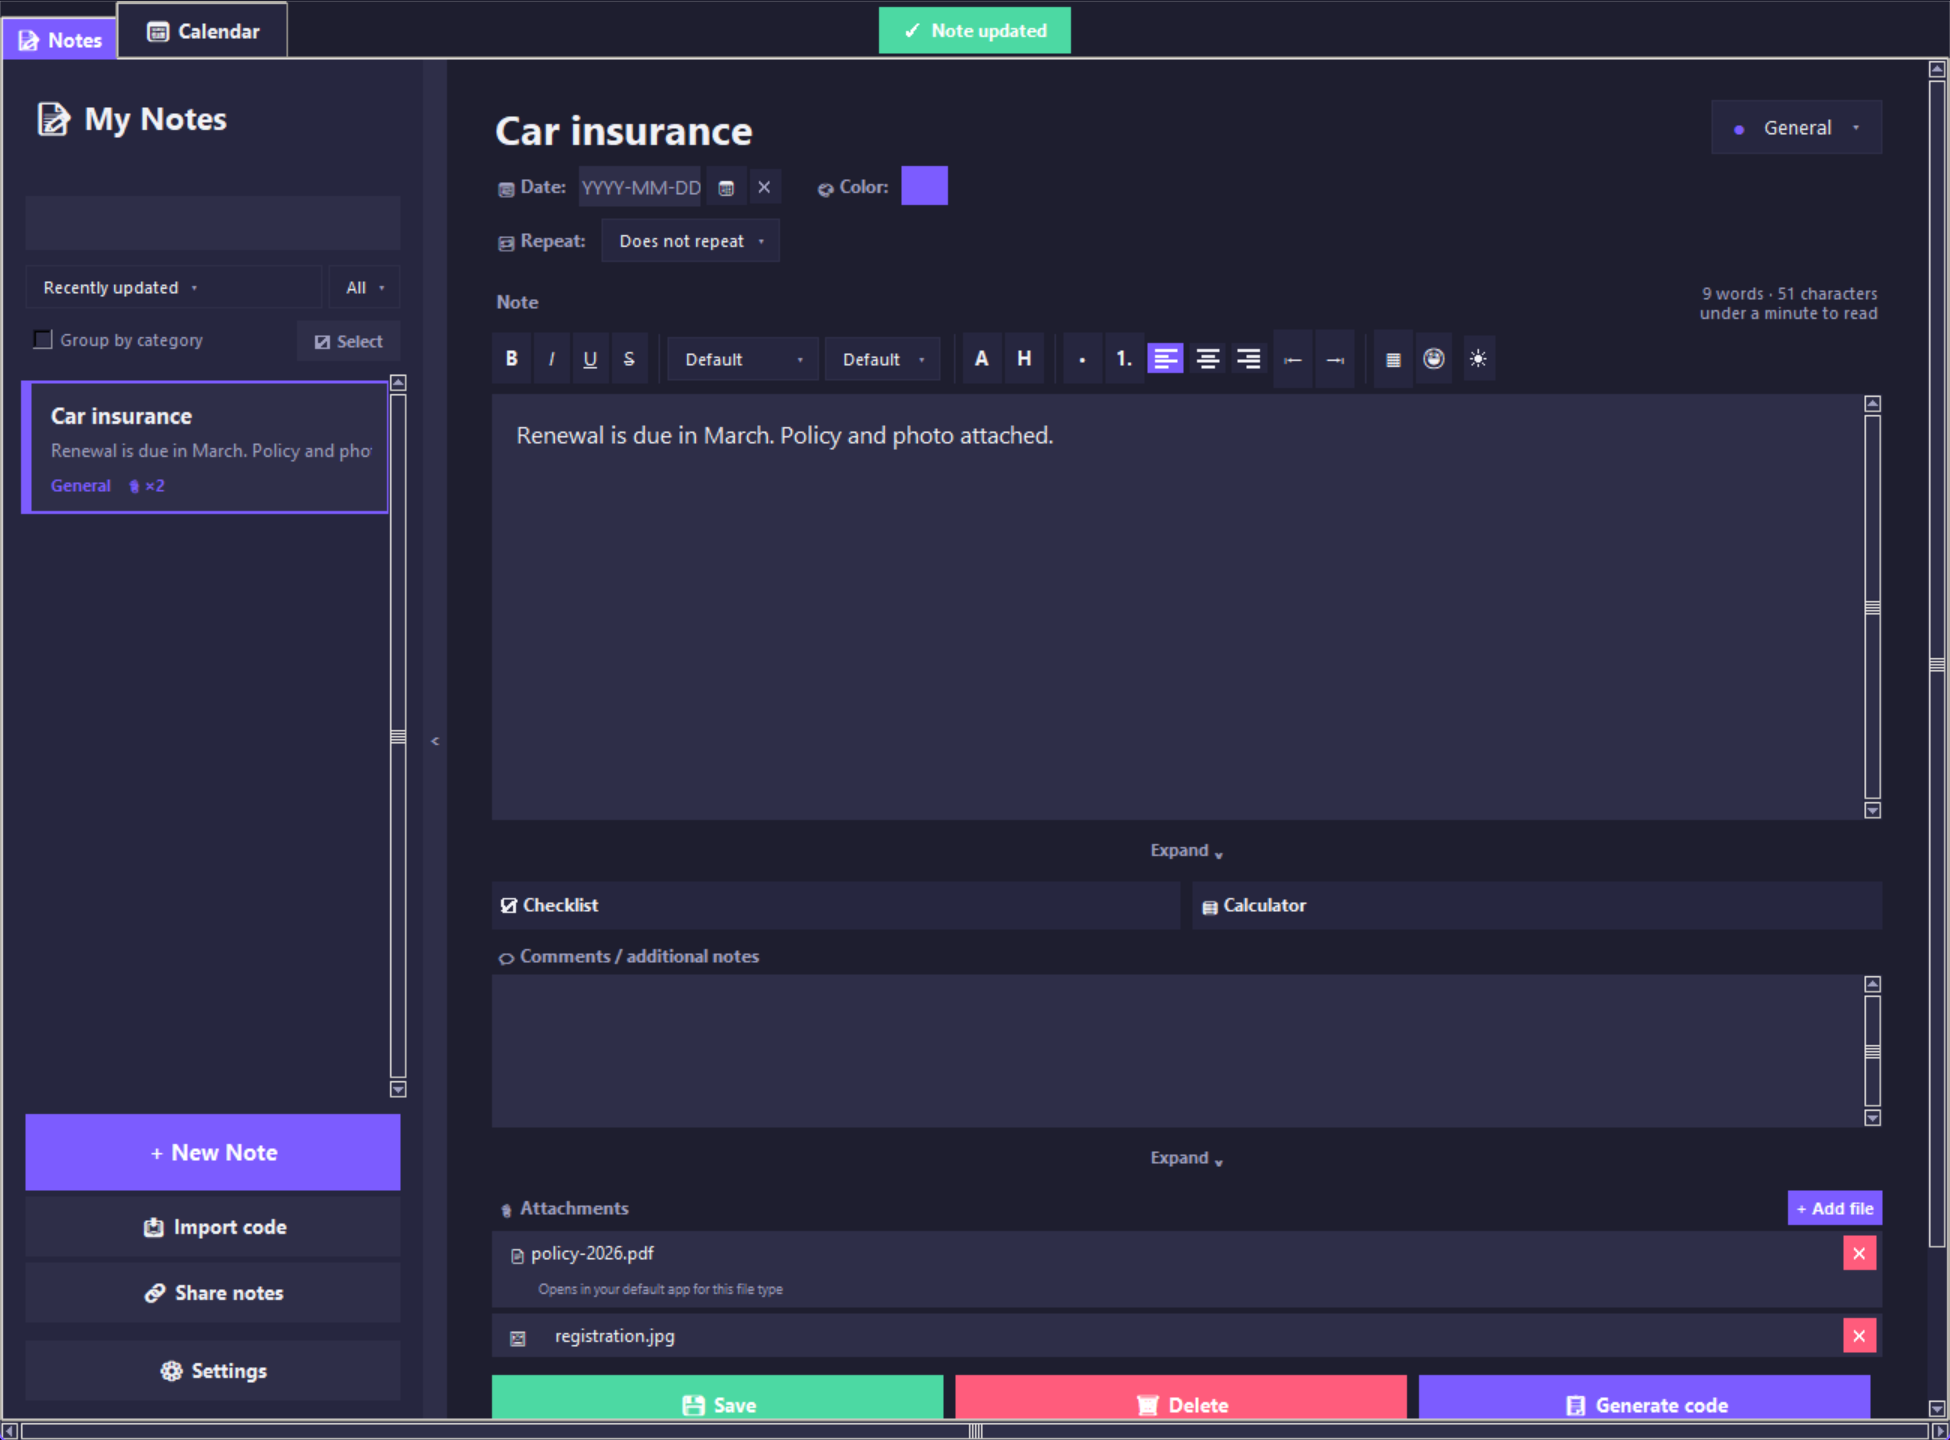 Notes
Calendar
✓ Note updated
My Notes
Recently updated
All
Group by category
Select
Car insurance
Renewal is due in March. Policy and pho
General ×2
+ New Note
Import code
Share notes
Settings
Car insurance
General
Date: YYYY-MM-DD
Color:
Repeat: Does not repeat
Note
9 words · 51 characters
under a minute to read
B I U S Default Default A H • 1.
Renewal is due in March. Policy and photo attached.
Expand
Checklist
Calculator
Comments / additional notes
Expand
Attachments
+ Add file
policy-2026.pdf
Opens in your default app for this file type
registration.jpg
Save
Delete
Generate code